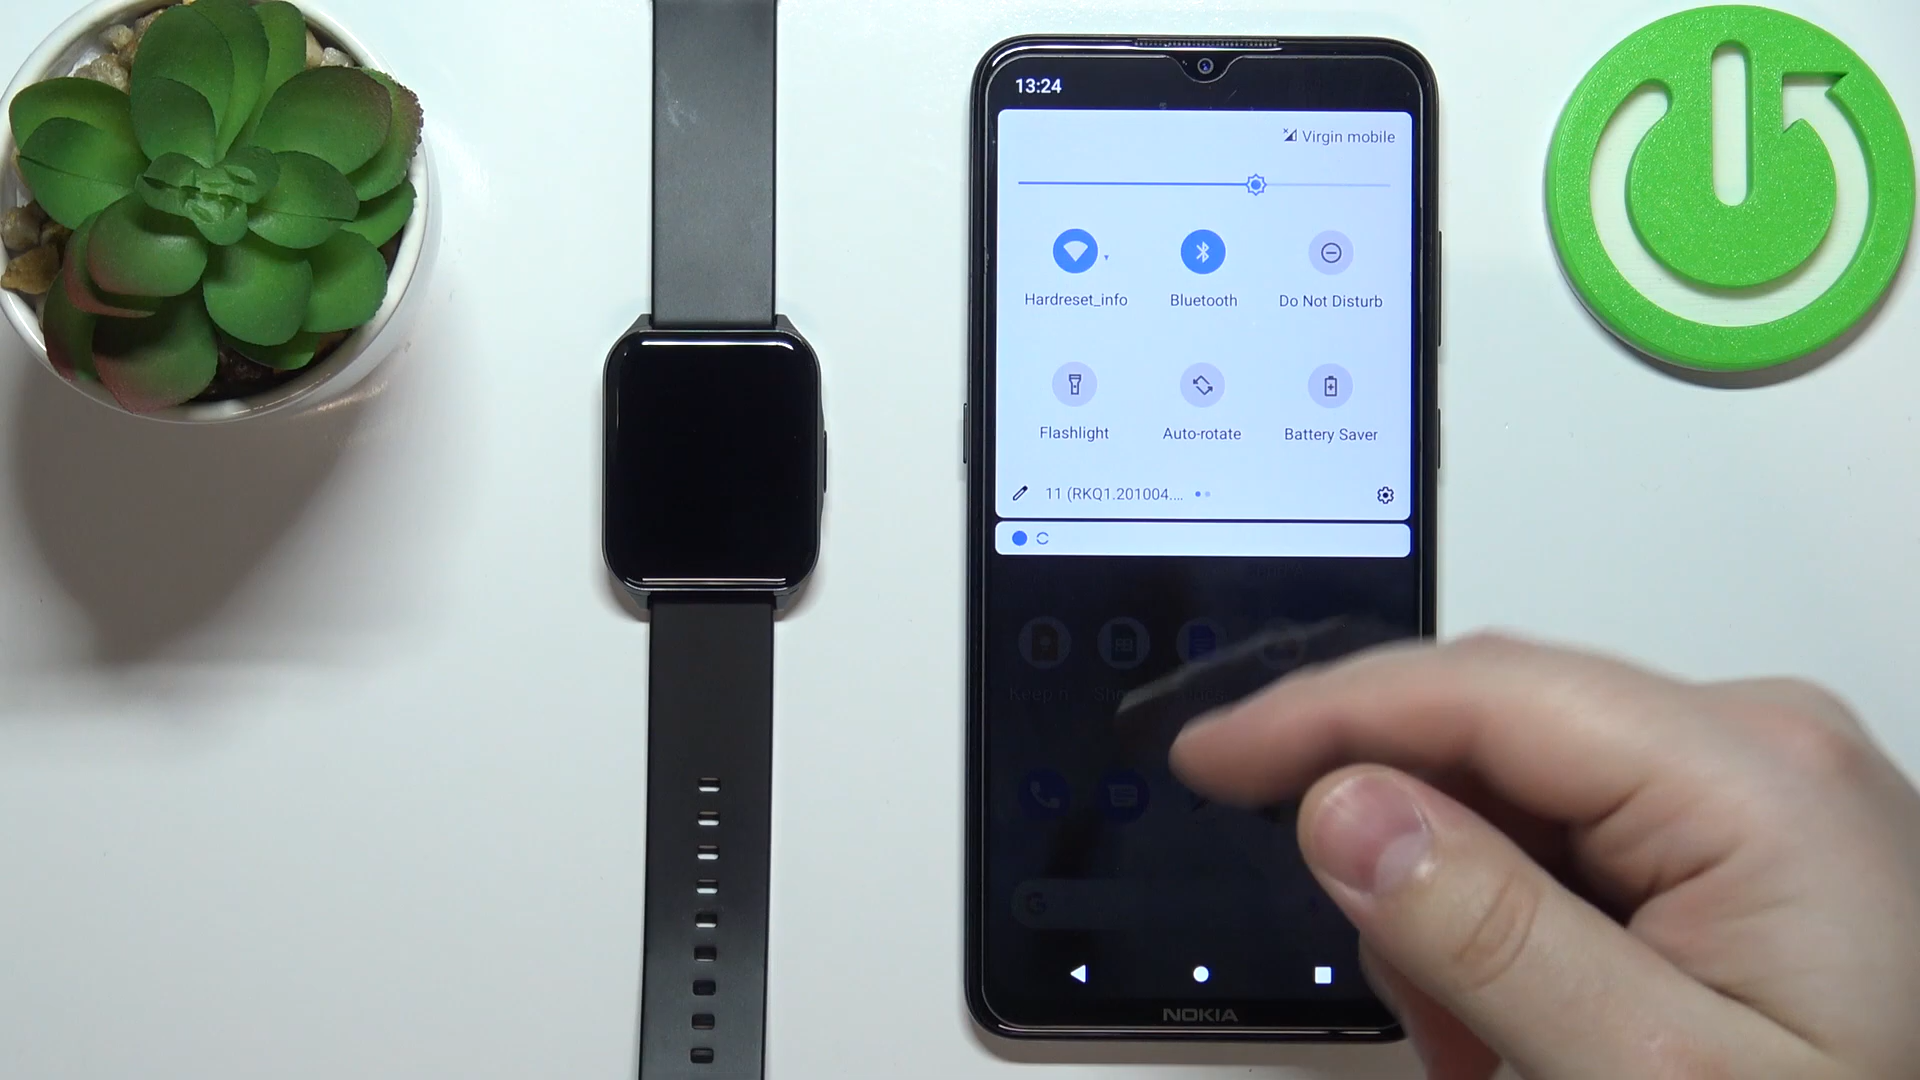 13:24
Virgin mobile
Hardreset_info
Bluetooth
Do Not Disturb
Flashlight
Auto-rotate
Battery Saver
11 (RKQ1.201004....
NOKIA